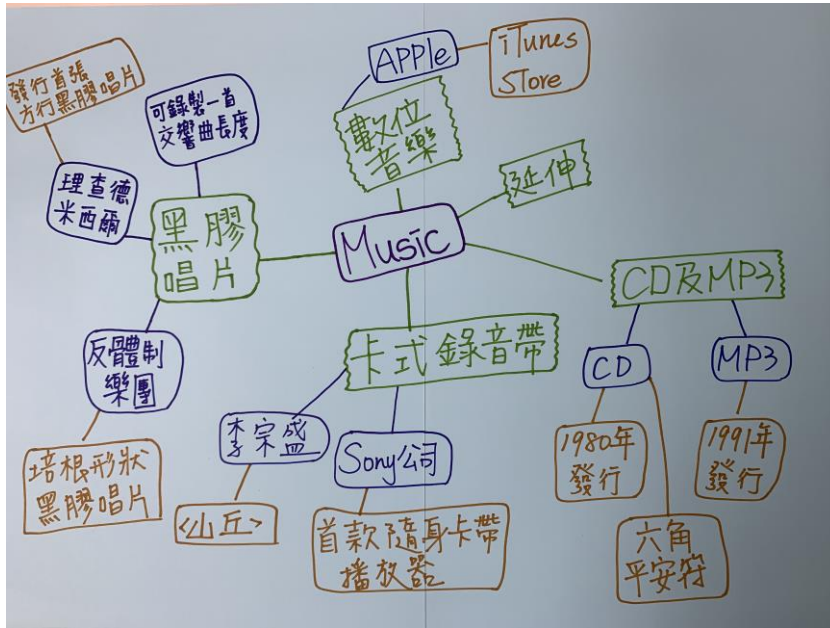 APPle
iTunes
STore
數位
音樂
延伸
Music
發行首張
方行黑膠唱片
可錄製一首
交響曲長度
理查德
米西爾
黑膠
唱片
反體制
樂團
培根形狀
黑膠唱片
卡式錄音帶
李宗盛
<山丘>
Sony公司
首款隨身卡帶
播放器
CD及MP3
CD
MP3
1980年
發行
1991年
發行
六角
平安符